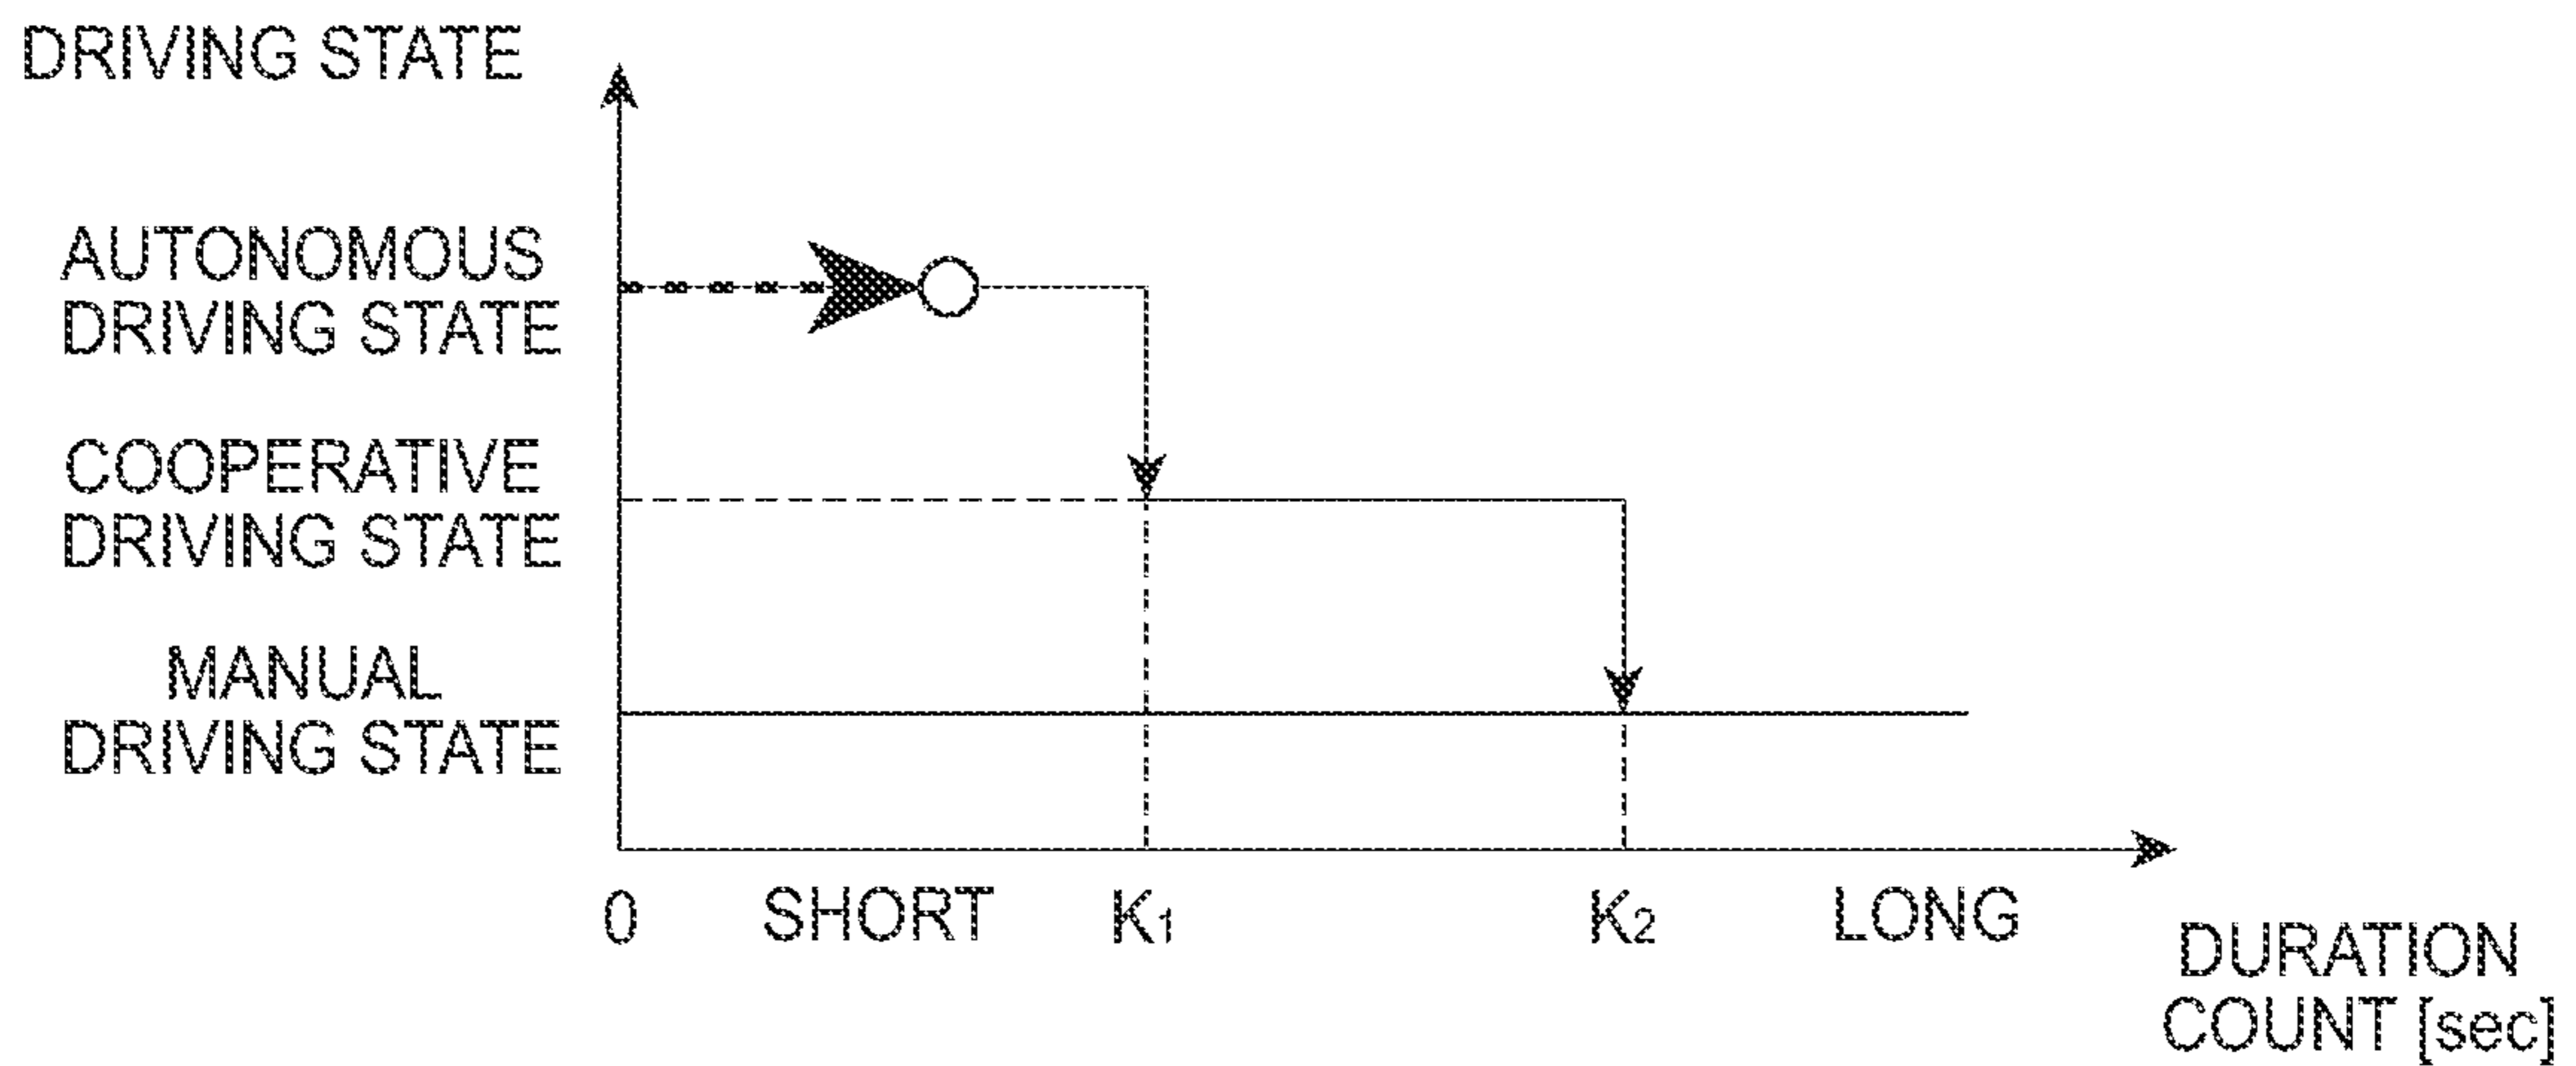 DRIVING STATE
AUTONOMOUS
DRIVING STATE
COOPERATIVE
DRIVING STATE
MANUAL
DRIVING STATE
0 SHORT K1 K2 LONG
DURATION
COUNT [sec]